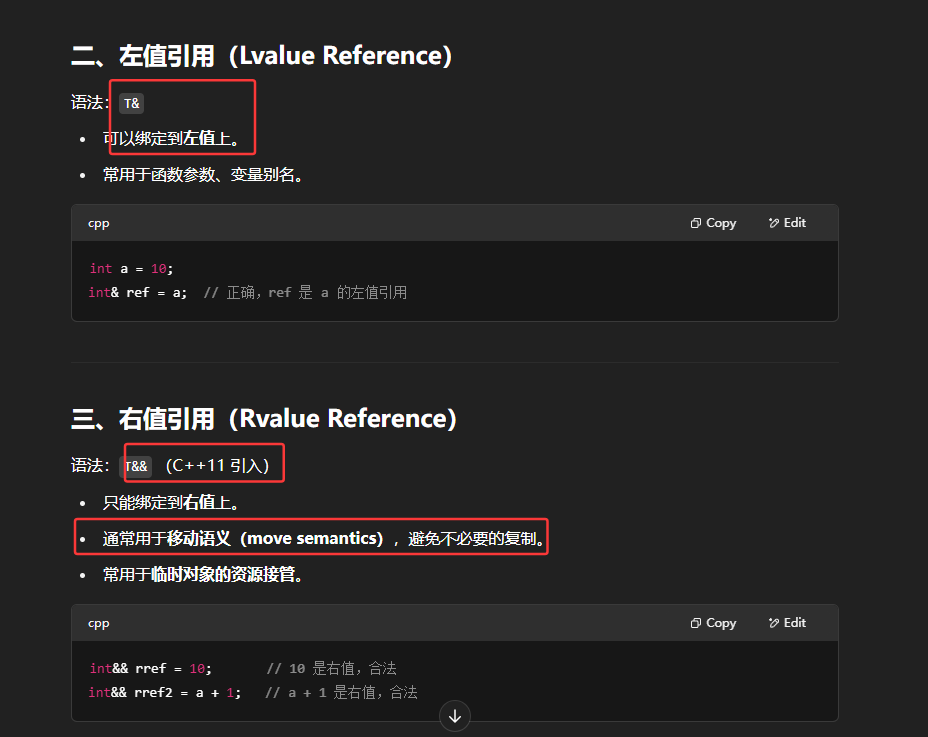 二、左值引用（Lvalue Reference）
语法： T&
• 可以绑定到左值上。
• 常用于函数参数、变量别名。
cpp Copy Edit
int a = 10;
int& ref = a;  // 正确，ref 是 a 的左值引用
三、右值引用（Rvalue Reference）
语法： T&& （C++11 引入）
• 只能绑定到右值上。
• 通常用于移动语义（move semantics），避免不必要的复制。
• 常用于临时对象的资源接管。
cpp Copy Edit
int&& rref = 10;       // 10 是右值，合法
int&& rref2 = a + 1;   // a + 1 是右值，合法